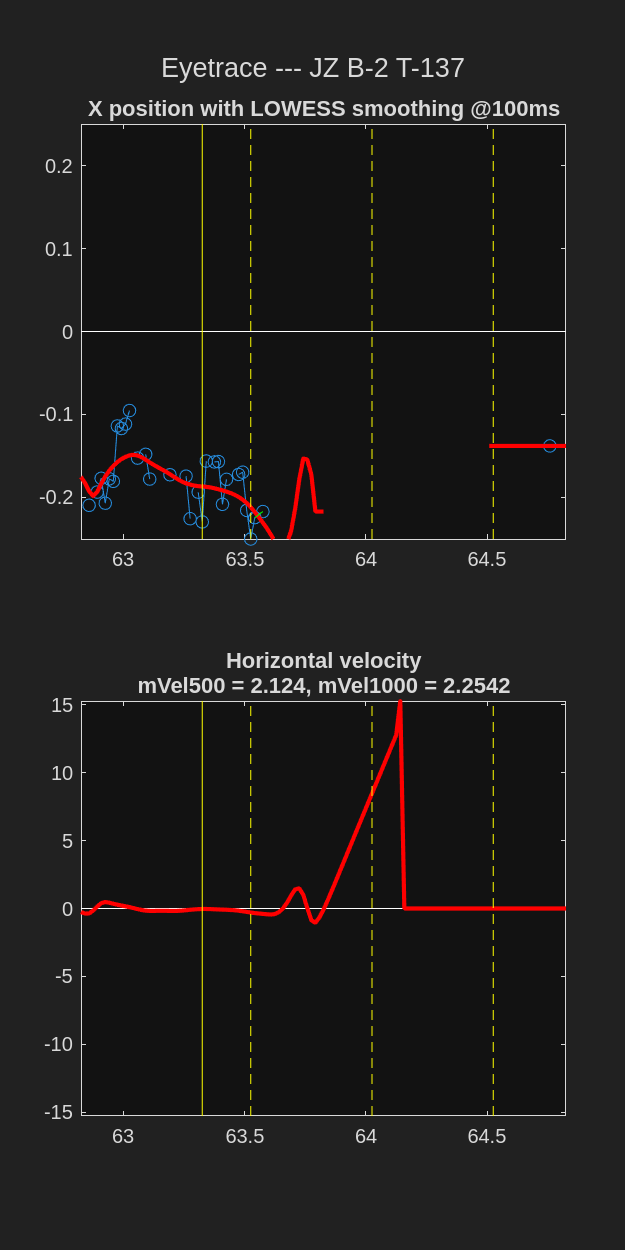 Eyetrace --- JZ B-2 T-137
X position with LOWESS smoothing @100ms
0.2
0.1
0
-0.1
-0.2
63 63.5 64 64.5
Horizontal velocity
mVel500 = 2.124, mVel1000 = 2.2542
15
10
5
0
-5
-10
-15
63 63.5 64 64.5